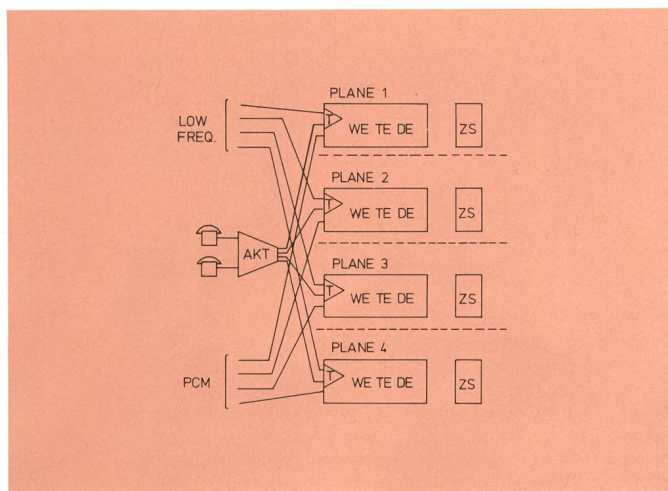 PLANE 1
LOW
FREQ.
T
WE TE DE
ZS
PLANE 2
T
WE TE DE
ZS
AKT
PLANE 3
T
WE TE DE
ZS
PLANE 4
PCM
T
WE TE DE
ZS